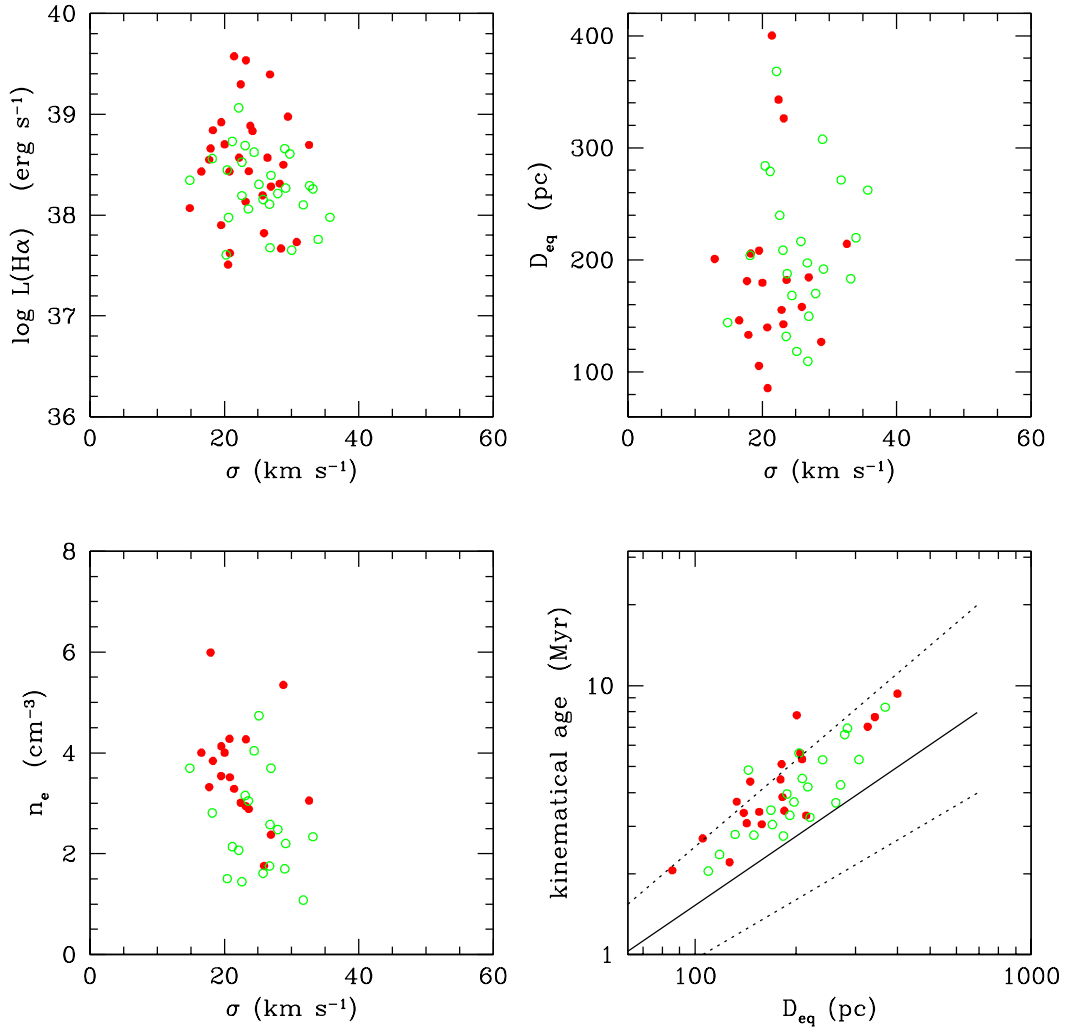 40
39
38
37
36
log L(Hα) (erg s⁻¹)
0 20 40 60
σ (km s⁻¹)
400
300
200
100
D_eq (pc)
0 20 40 60
σ (km s⁻¹)
8
6
4
2
0
n_e (cm⁻³)
0 20 40 60
σ (km s⁻¹)
10
1
kinematical age (Myr)
100 1000
D_eq (pc)